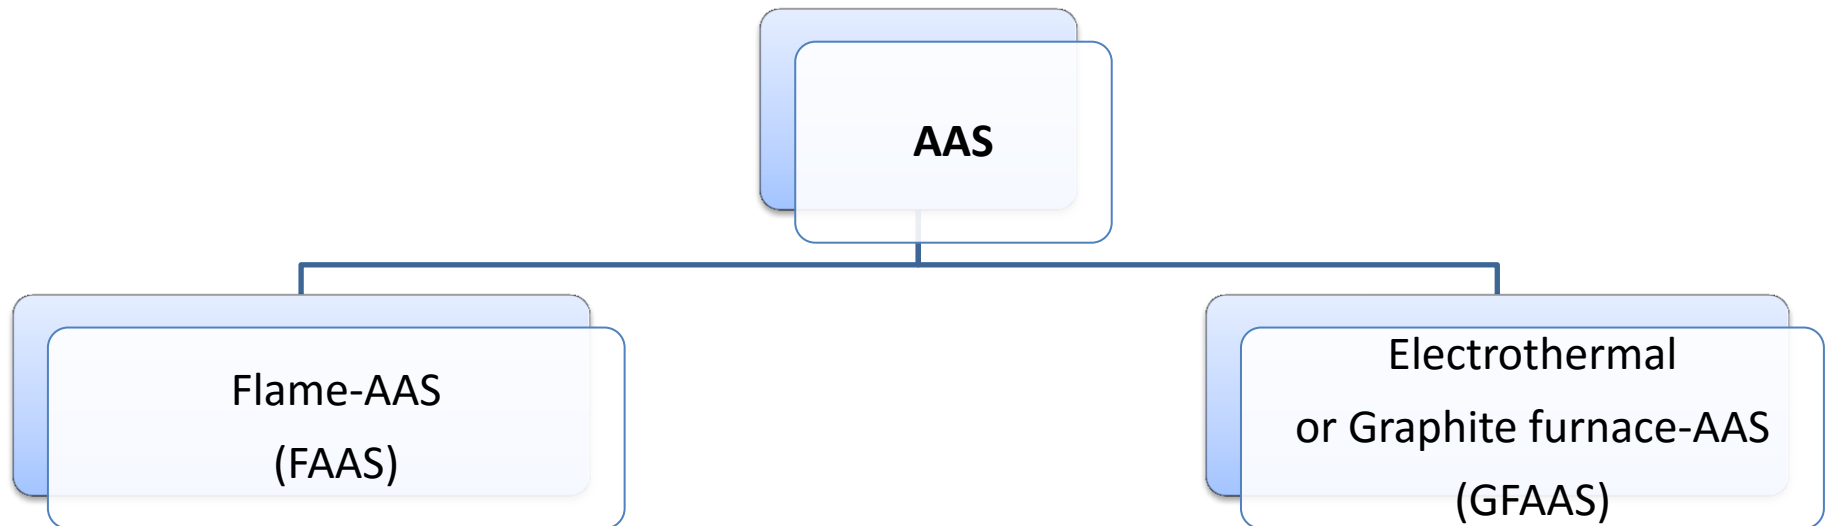 AAS
Flame-AAS
(FAAS)
Electrothermal
or Graphite furnace-AAS
(GFAAS)